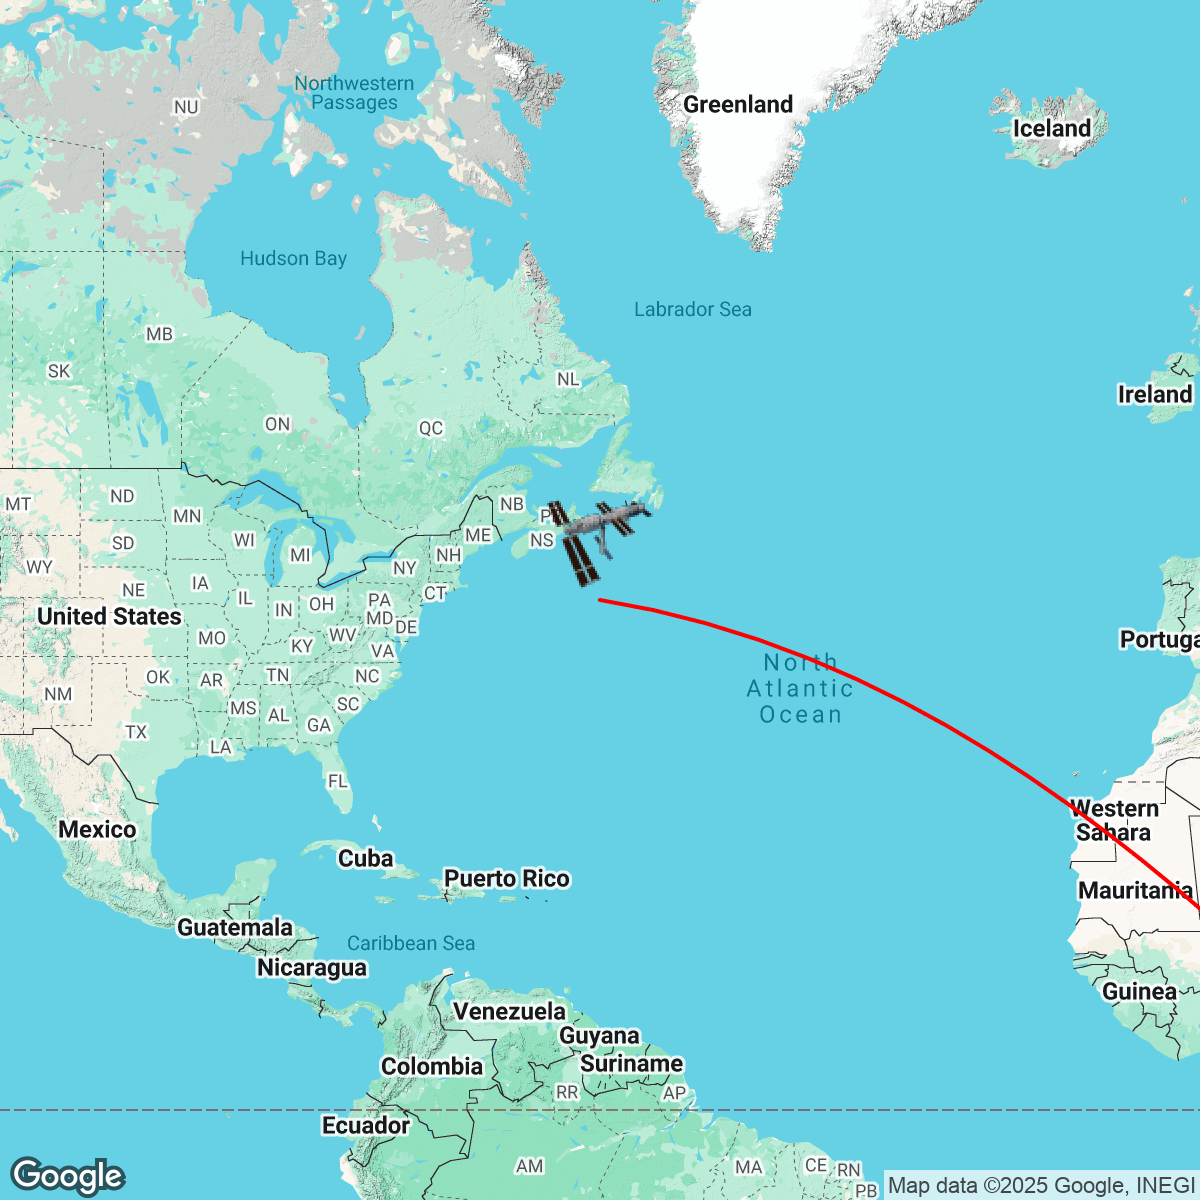 Greenland
Iceland
Northwestern
Passages
NU
Hudson Bay
Labrador Sea
MB
SK
NL
Ireland
ON
QC
MT
ND
MN
NB
P
NS
ME
WI
MI
SD
NH
WY
NY
IA
NE
CT
IL
IN
OH
PA
MD
DE
United States
MO
WV
VA
KY
Portuga
North
Atlantic
Ocean
OK
AR
TN
NC
NM
MS
AL
SC
GA
TX
LA
FL
Western
Sahara
Mexico
Cuba
Puerto Rico
Mauritania
Guatemala
Caribbean Sea
Nicaragua
Guinea
Venezuela
Guyana
Suriname
Colombia
RR
AP
Ecuador
AM
MA
CE
RN
PB
Google
Map data ©2025 Google, INEGI